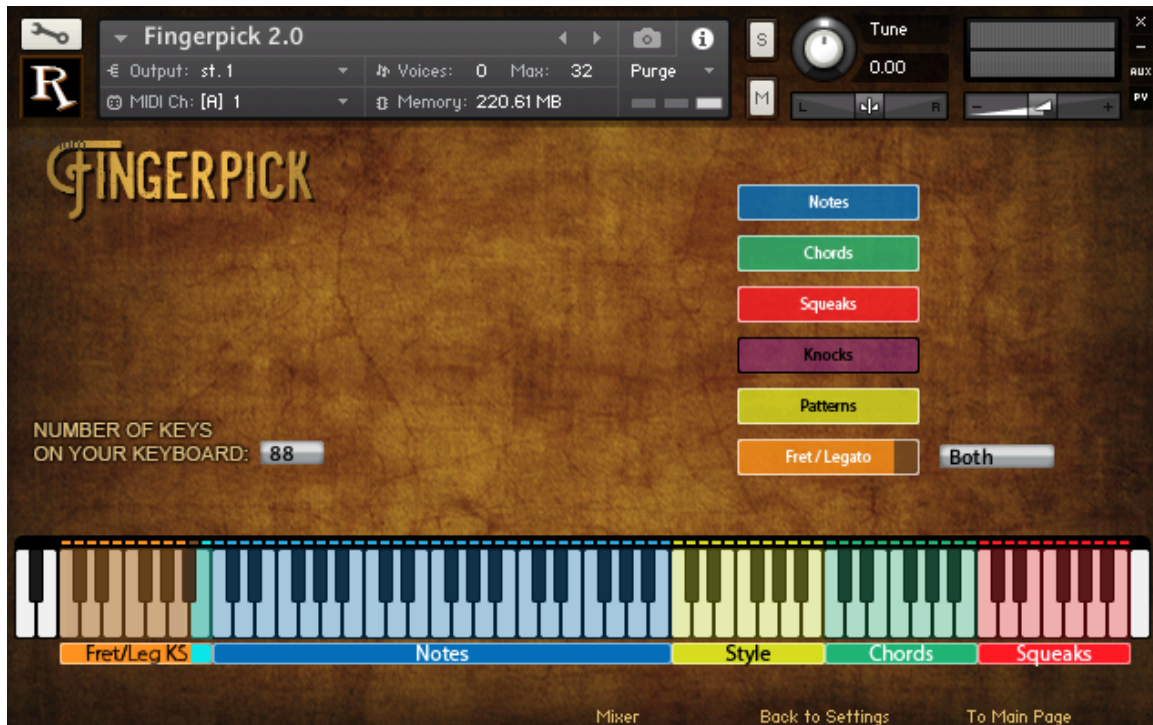 Fingerpick 2.0
Output: st.1
Voices: 0 Max: 32
Purge
MIDI Ch: [A] 1
Memory: 220.61 MB
S
M
Tune
0.00
L R
- +
×
−
AUX
PV
R
FINGERPICK
Notes
Chords
Squeaks
Knocks
Patterns
Fret / Legato
Both
NUMBER OF KEYS
ON YOUR KEYBOARD: 88
Fret/Leg KS Notes Style Chords Squeaks
Mixer Back to Settings To Main Page